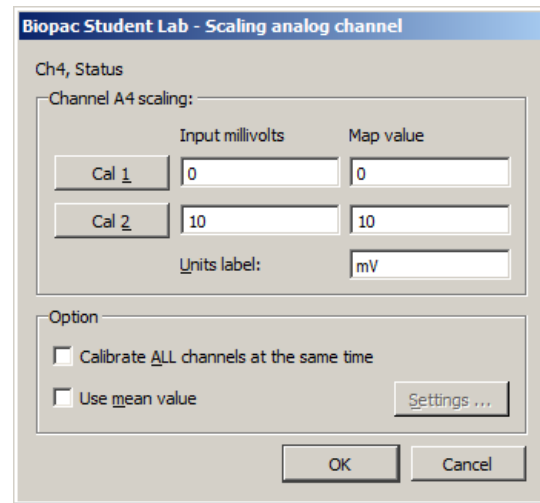 Biopac Student Lab - Scaling analog channel
Ch4, Status
Channel A4 scaling:
Input millivolts Map value
Cal 1 0 0
Cal 2 10 10
Units label: mV
Option
Calibrate ALL channels at the same time
Use mean value Settings ...
OK Cancel